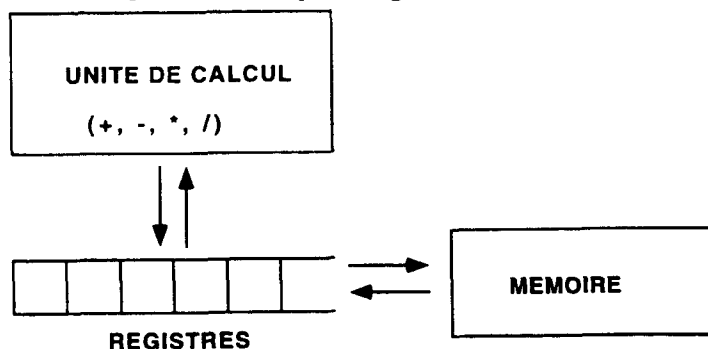 UNITE DE CALCUL
(+, -, *, /)
MEMOIRE
REGISTRES